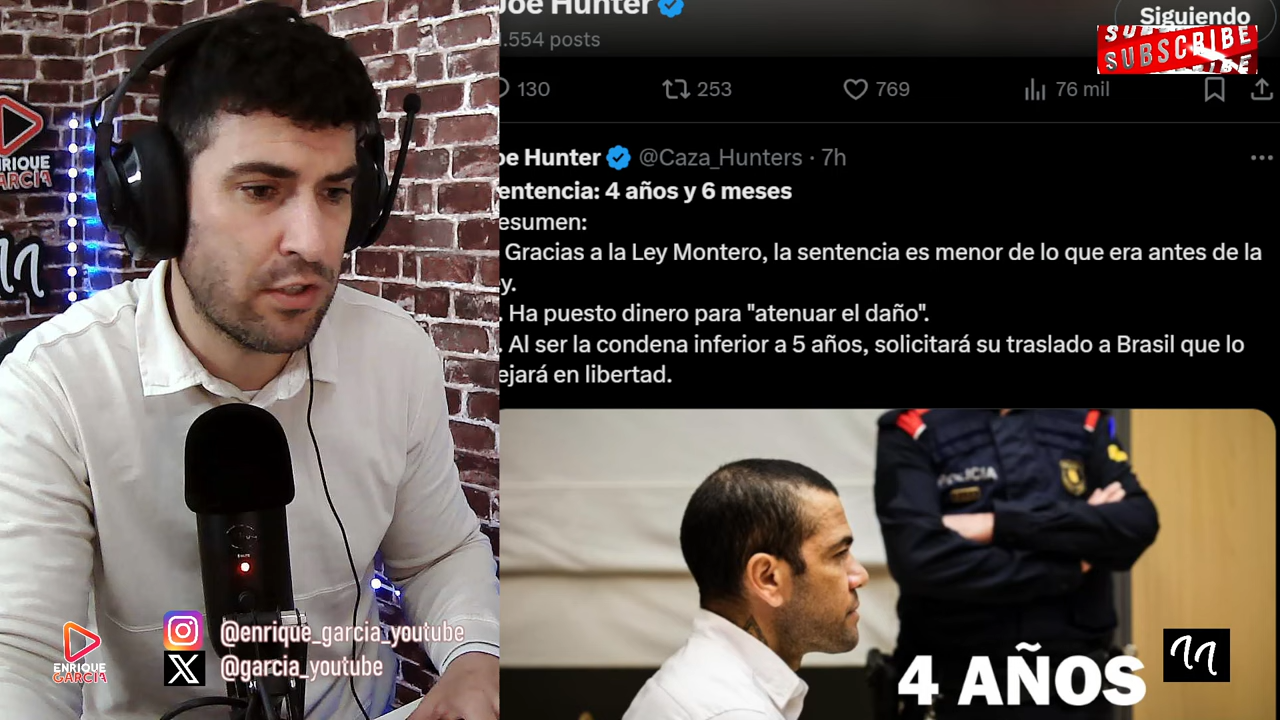 ENRIQUE
GARCIA
@enrique_garcia_youtube
@garcia_youtube
ENRIQUE
GARCIA
Joe Hunter
.554 posts
Siguiendo
SUBSCRIBE
130 253 769 76 mil
oe Hunter @Caza_Hunters · 7h
entencia: 4 años y 6 meses
esumen:
Gracias a la Ley Montero, la sentencia es menor de lo que era antes de la
y.
. Ha puesto dinero para "atenuar el daño".
. Al ser la condena inferior a 5 años, solicitará su traslado a Brasil que lo
ejará en libertad.
POLICIA
4 AÑOS